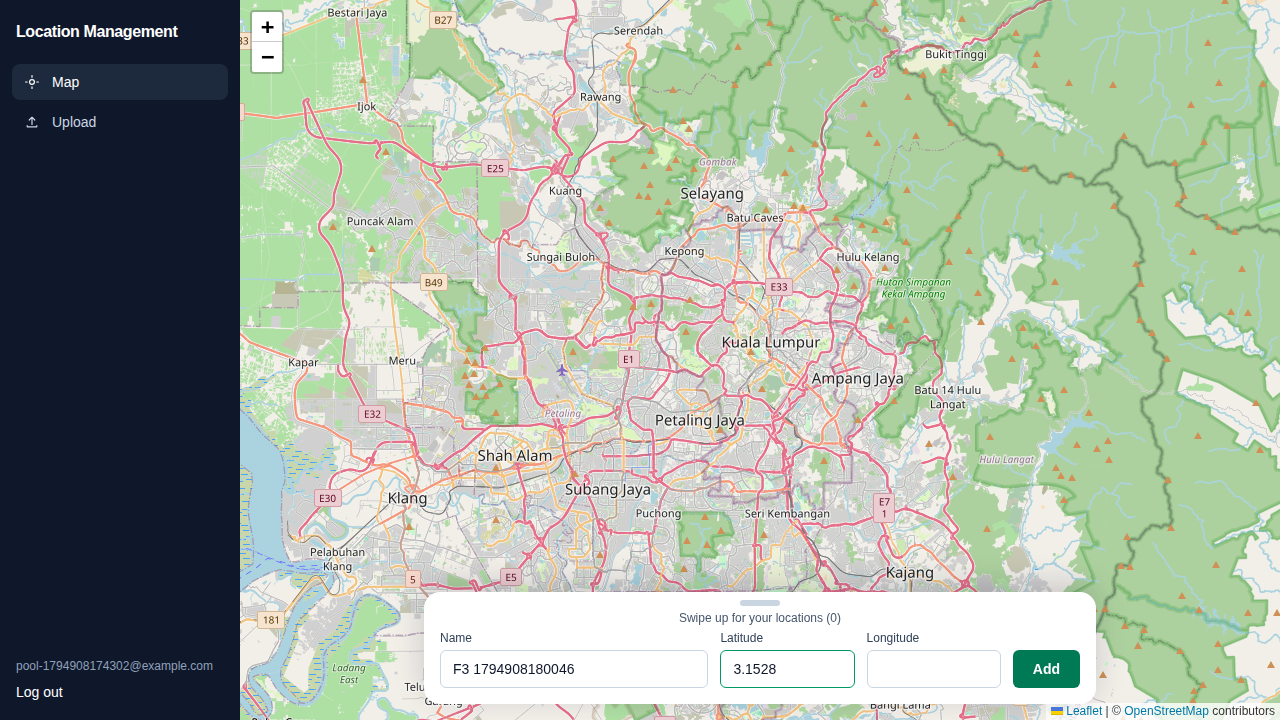 Location Management
Map
Upload
pool-1794908174302@example.com
Log out
+
−
Bestari Jaya
B27
Serendah
Bukit Tinggi
33
Rawang
Ijok
E25
Gombak
Kuang
Selayang
Puncak Alam
Batu Caves
Sungai Buloh
Kepong
Hulu Kelang
B49
E33
Hutan Simpanan
Kekal Ampang
Kuala Lumpur
Kapar
Meru
E1
Ampang Jaya
Batu 14 Hulu
Langat
E32
Petaling
Petaling Jaya
Shah Alam
Hulu Langat
Subang Jaya
E30
Klang
Puchong
Seri Kembangan
E7
1
Pelabuhan
Klang
5
E5
Kajang
181
Ladang
East
Swipe up for your locations (0)
Name
Latitude
Longitude
F3 1794908180046
3.1528
Add
Leaflet | © OpenStreetMap contributors